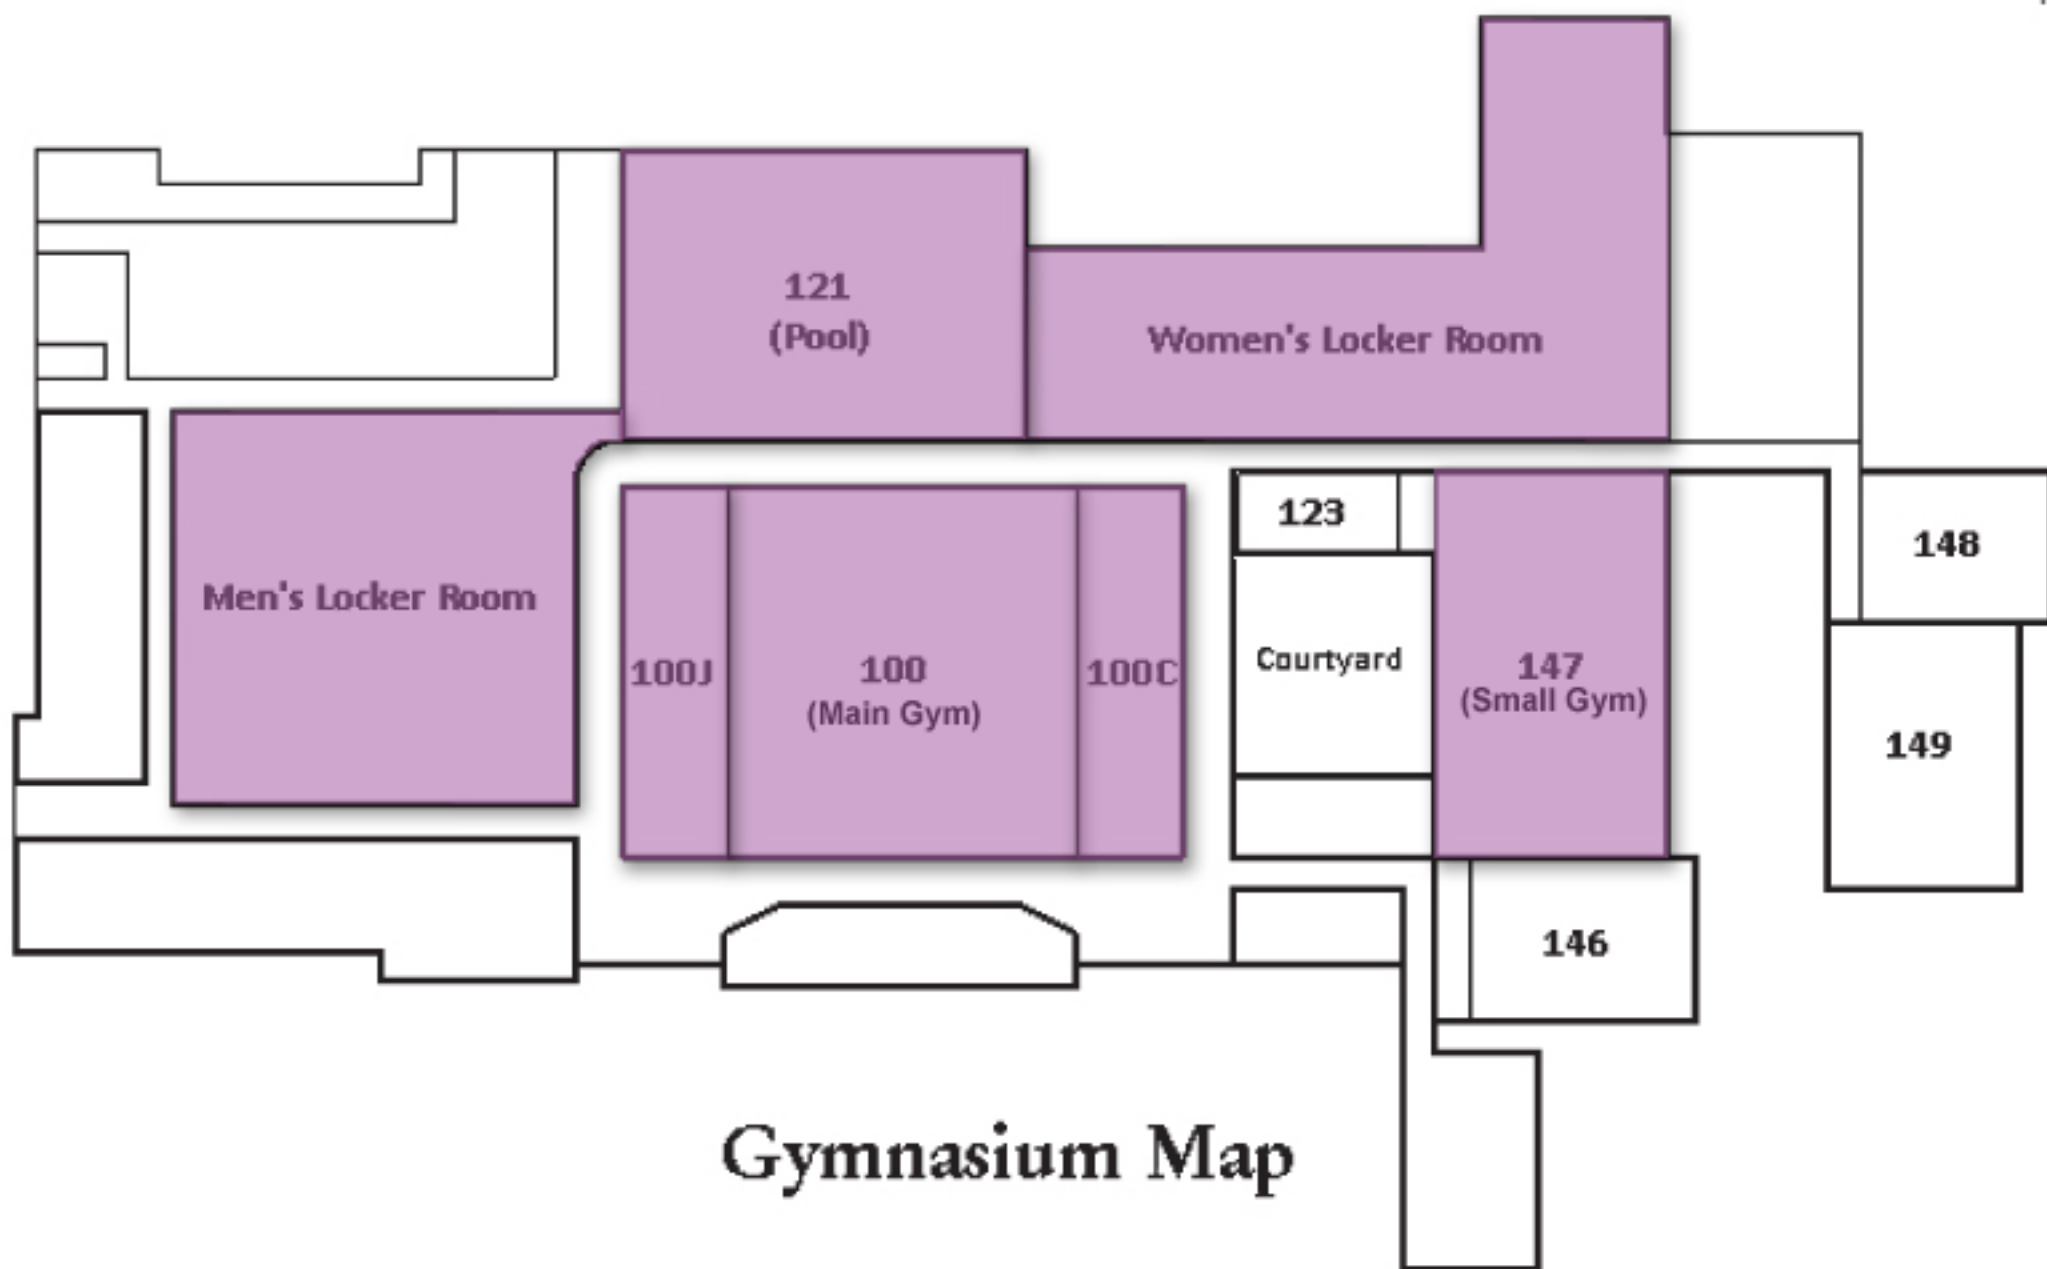 121
(Pool)
Women's Locker Room
123
148
Men's Locker Room
100J
100
(Main Gym)
100C
Courtyard
147
(Small Gym)
149
146
Gymnasium Map